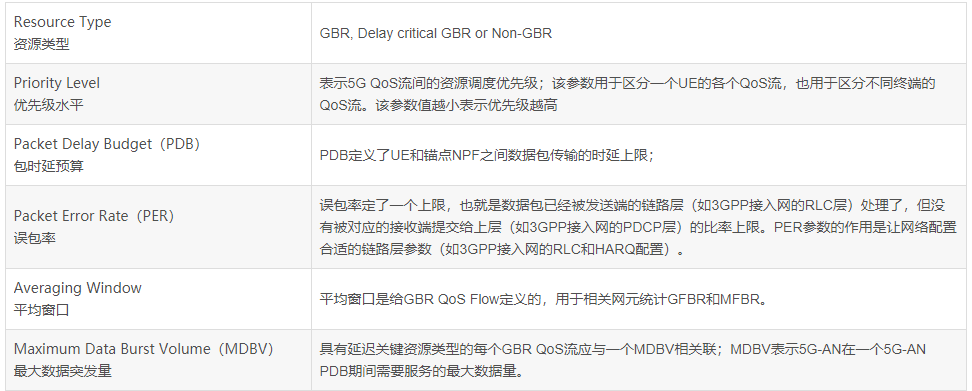 Resource Type
资源类型
GBR, Delay critical GBR or Non-GBR
Priority Level
优先级水平
表示5G QoS流间的资源调度优先级；该参数用于区分一个UE的各个QoS流，也用于区分不同终端的
QoS流。该参数值越小表示优先级越高
Packet Delay Budget（PDB）
包时延预算
PDB定义了UE和锚点NPF之间数据包传输的时延上限；
Packet Error Rate（PER）
误包率
误包率定了一个上限，也就是数据包已经被发送端的链路层（如3GPP接入网的RLC层）处理了，但没
有被对应的接收端提交给上层（如3GPP接入网的PDCP层）的比率上限。PER参数的作用是让网络配置
合适的链路层参数（如3GPP接入网的RLC和HARQ配置）。
Averaging Window
平均窗口
平均窗口是给GBR QoS Flow定义的，用于相关网元统计GFBR和MFBR。
Maximum Data Burst Volume（MDBV）
最大数据突发量
具有延迟关键资源类型的每个GBR QoS流应与一个MDBV相关联；MDBV表示5G-AN在一个5G-AN
PDB期间需要服务的最大数据量。